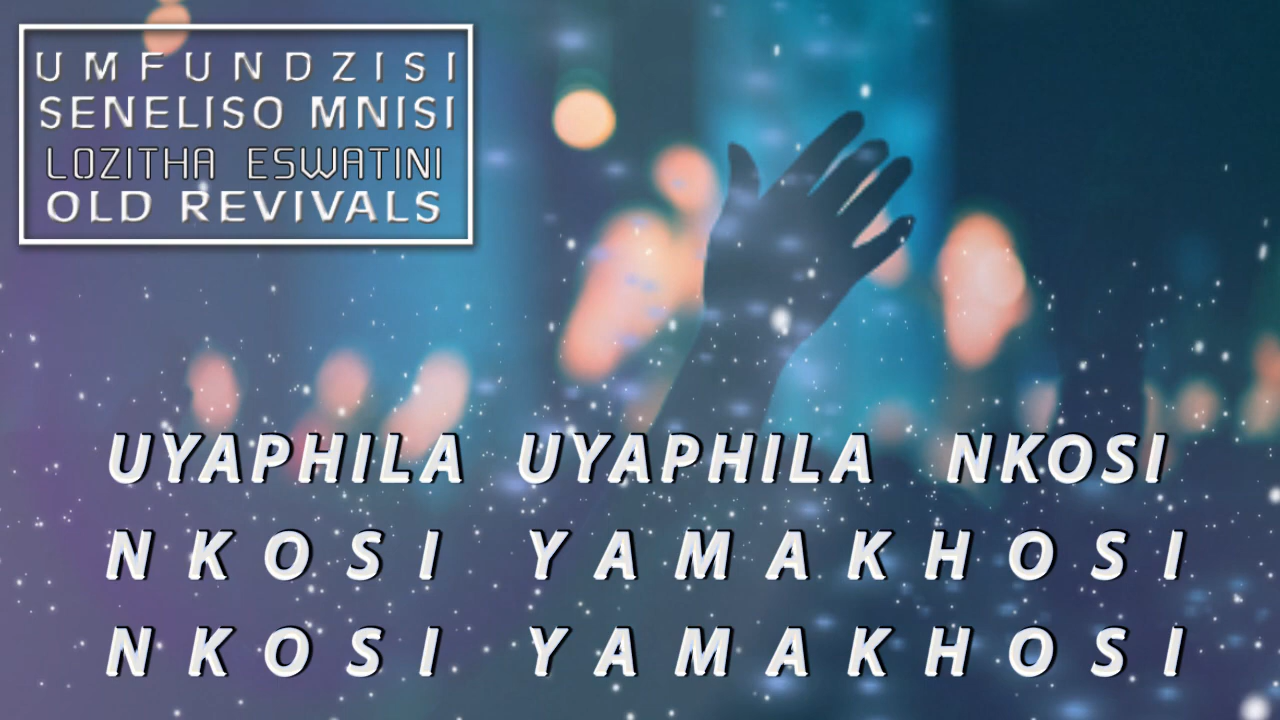 UMFUNDZISI
SENELISO MNISI
LOZITHA ESWATINI
OLD REVIVALS
UYAPHILA UYAPHILA NKOSI
NKOSI YAMAKHOSI
NKOSI YAMAKHOSI